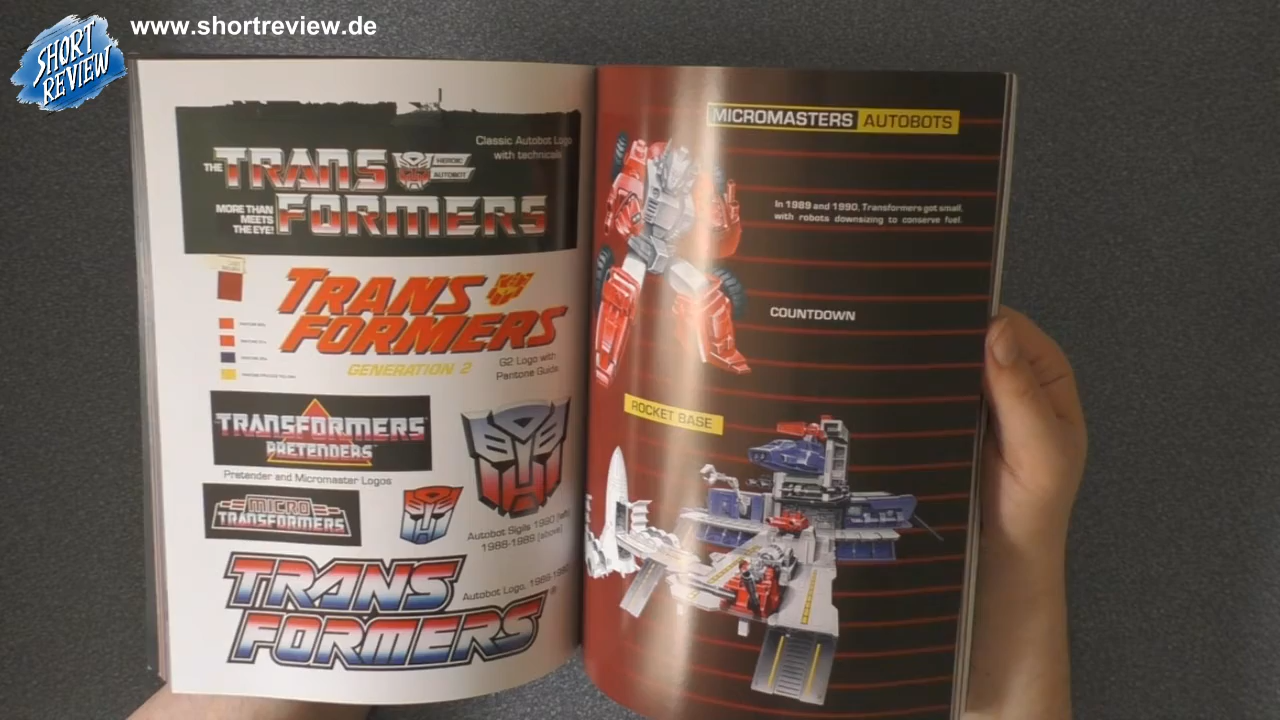 SHORT
REVIEW
www.shortreview.de
Classic Autobot Logo
with technicals
THE TRANS
HEROIC
AUTOBOT
MORE THAN
MEETS
THE EYE!
FORMERS
TRANS
FORMERS
GENERATION 2
G2 Logo with
Pantone Guide
TRANSFORMERS
PRETENDERS
Pretender and Micromaster Logos
MICRO
TRANSFORMERS
Autobot Sigils 1990 (left)
1986-1989 (above)
Autobot Logo,
TRANS
FORMERS
MICROMASTERS AUTOBOTS
In 1989 and 1990, Transformers got small,
with robots downsizing to conserve fuel.
COUNTDOWN
ROCKET BASE